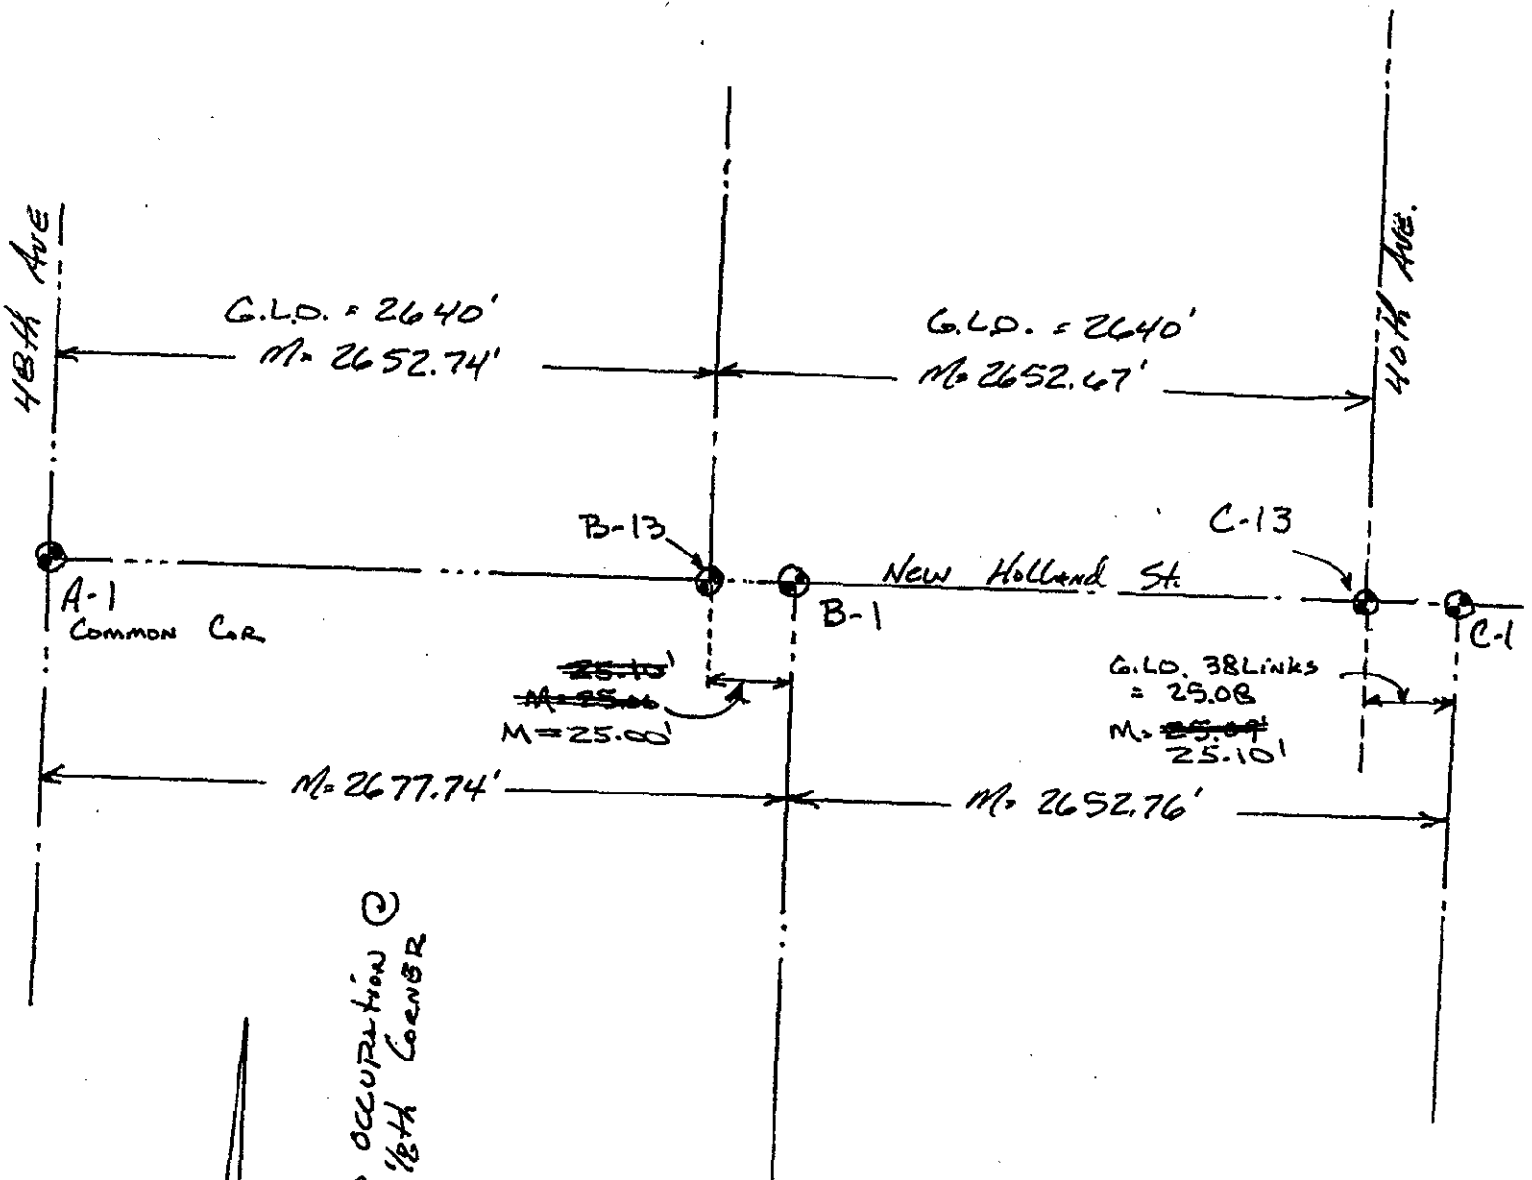 48th AVE
G.L.O. = 2640'
M= 2652.74'
G.L.O. = 2640'
M= 2652.67'
40th AVE.
B-13
C-13
A-1
COMMON COR
New Holland St.
B-1
C-1
25.10'
M=
M=25.00'
G.L.O. 38 Links
= 25.08
M= 25.09'
25.10'
M= 2677.74'
M= 2652.76'
OCCUPATION @
1/8th CORNER